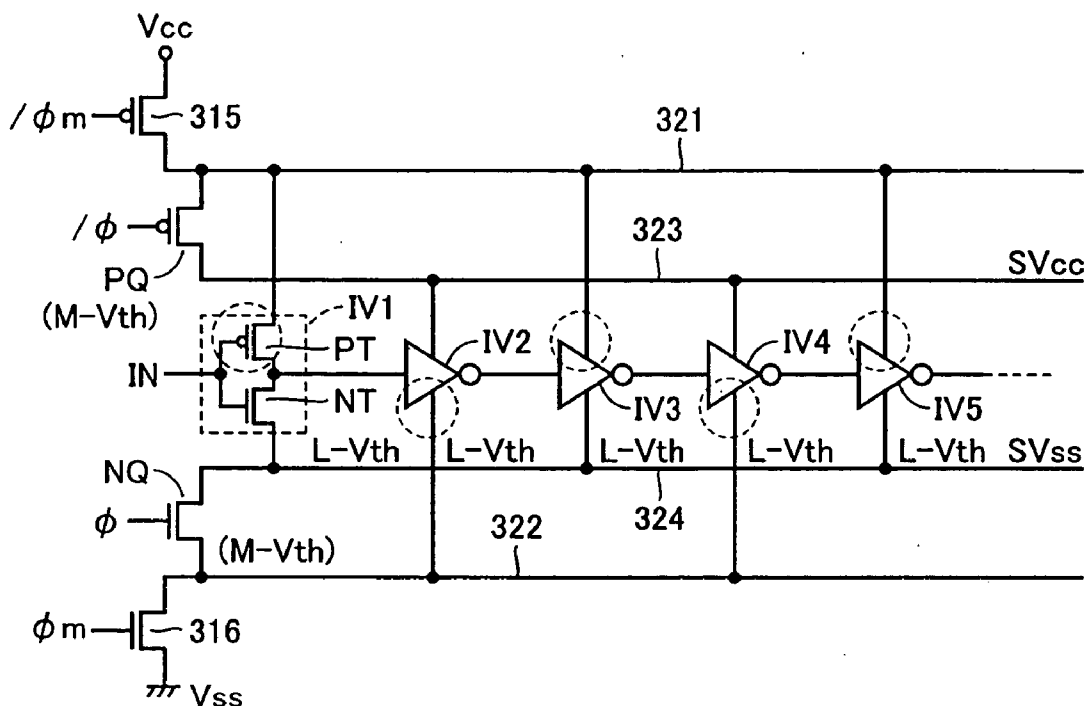 Vcc
/φm
315
321
/φ
323
SVcc
PQ
(M-Vth)
IV1
PT
IV2
IV4
IN
NT
IV3
IV5
L-Vth L-Vth L-Vth L-Vth L-Vth
SVss
NQ
324
φ
322
(M-Vth)
φm
316
Vss